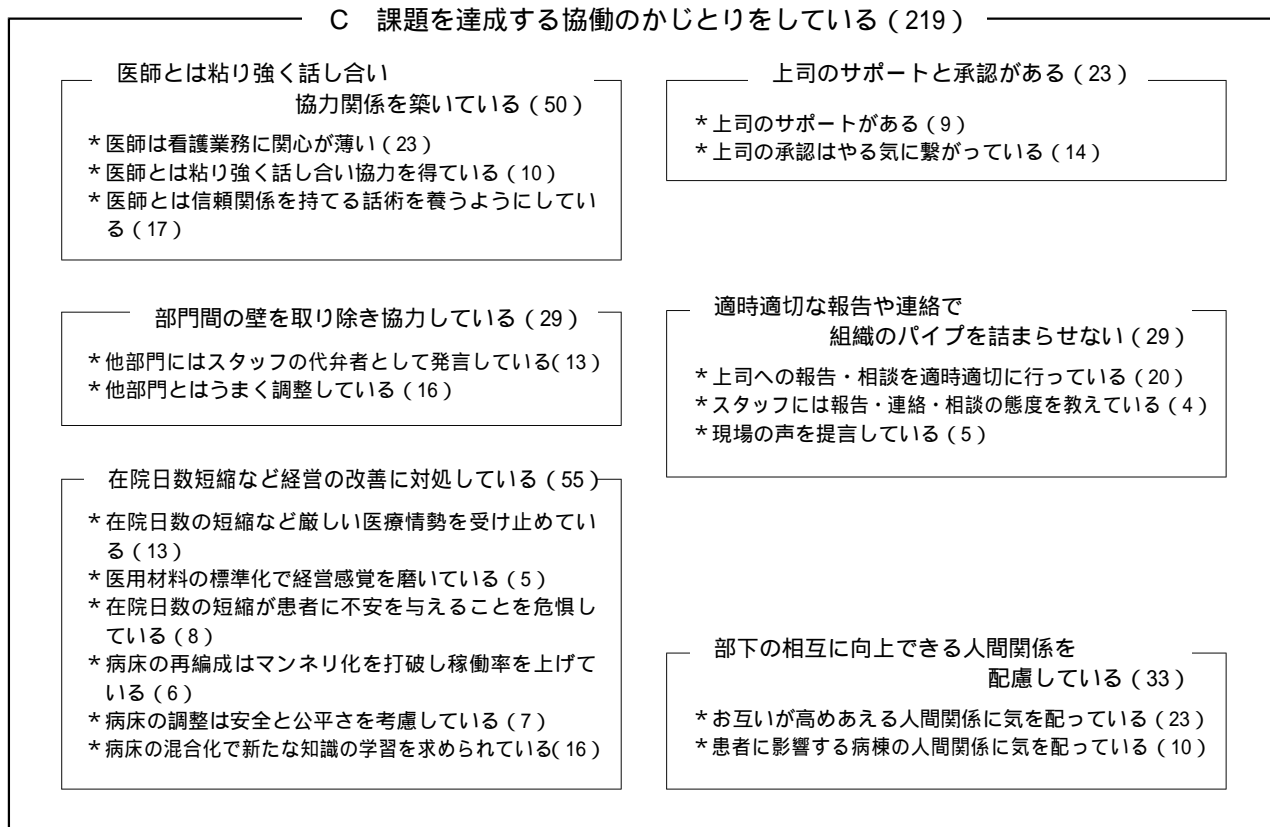 C　課題を達成する協働のかじとりをしている(219)
医師とは粘り強く話し合い
協力関係を築いている(50)
*医師は看護業務に関心が薄い(23)
*医師とは粘り強く話し合い協力を得ている(10)
*医師とは信頼関係を持てる話術を養うようにしてい
る(17)
上司のサポートと承認がある(23)
*上司のサポートがある(9)
*上司の承認はやる気に繋がっている(14)
部門間の壁を取り除き協力している(29)
*他部門にはスタッフの代弁者として発言している(13)
*他部門とはうまく調整している(16)
適時適切な報告や連絡で
組織のパイプを詰まらせない(29)
*上司への報告・相談を適時適切に行っている(20)
*スタッフには報告・連絡・相談の態度を教えている(4)
*現場の声を提言している(5)
在院日数短縮など経営の改善に対処している(55)
*在院日数の短縮など厳しい医療情勢を受け止めてい
る(13)
*医用材料の標準化で経営感覚を磨いている(5)
*在院日数の短縮が患者に不安を与えることを危惧し
ている(8)
*病床の再編成はマンネリ化を打破し稼働率を上げて
いる(6)
*病床の調整は安全と公平さを考慮している(7)
*病床の混合化で新たな知識の学習を求められている(16)
部下の相互に向上できる人間関係を
配慮している(33)
*お互いが高めあえる人間関係に気を配っている(23)
*患者に影響する病棟の人間関係に気を配っている(10)